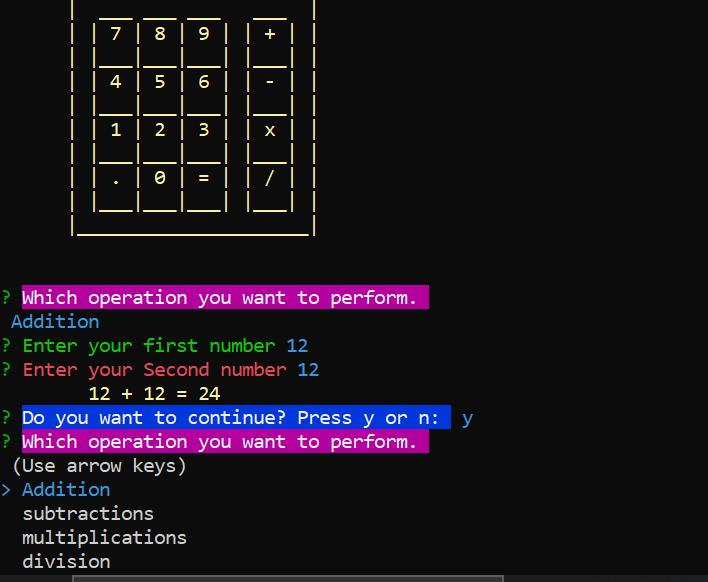 7 8 9 +
4 5 6 -
1 2 3 x
. 0 = /
? Which operation you want to perform.
Addition
? Enter your first number 12
? Enter your Second number 12
12 + 12 = 24
? Do you want to continue? Press y or n: y
? Which operation you want to perform.
(Use arrow keys)
> Addition
subtractions
multiplications
division